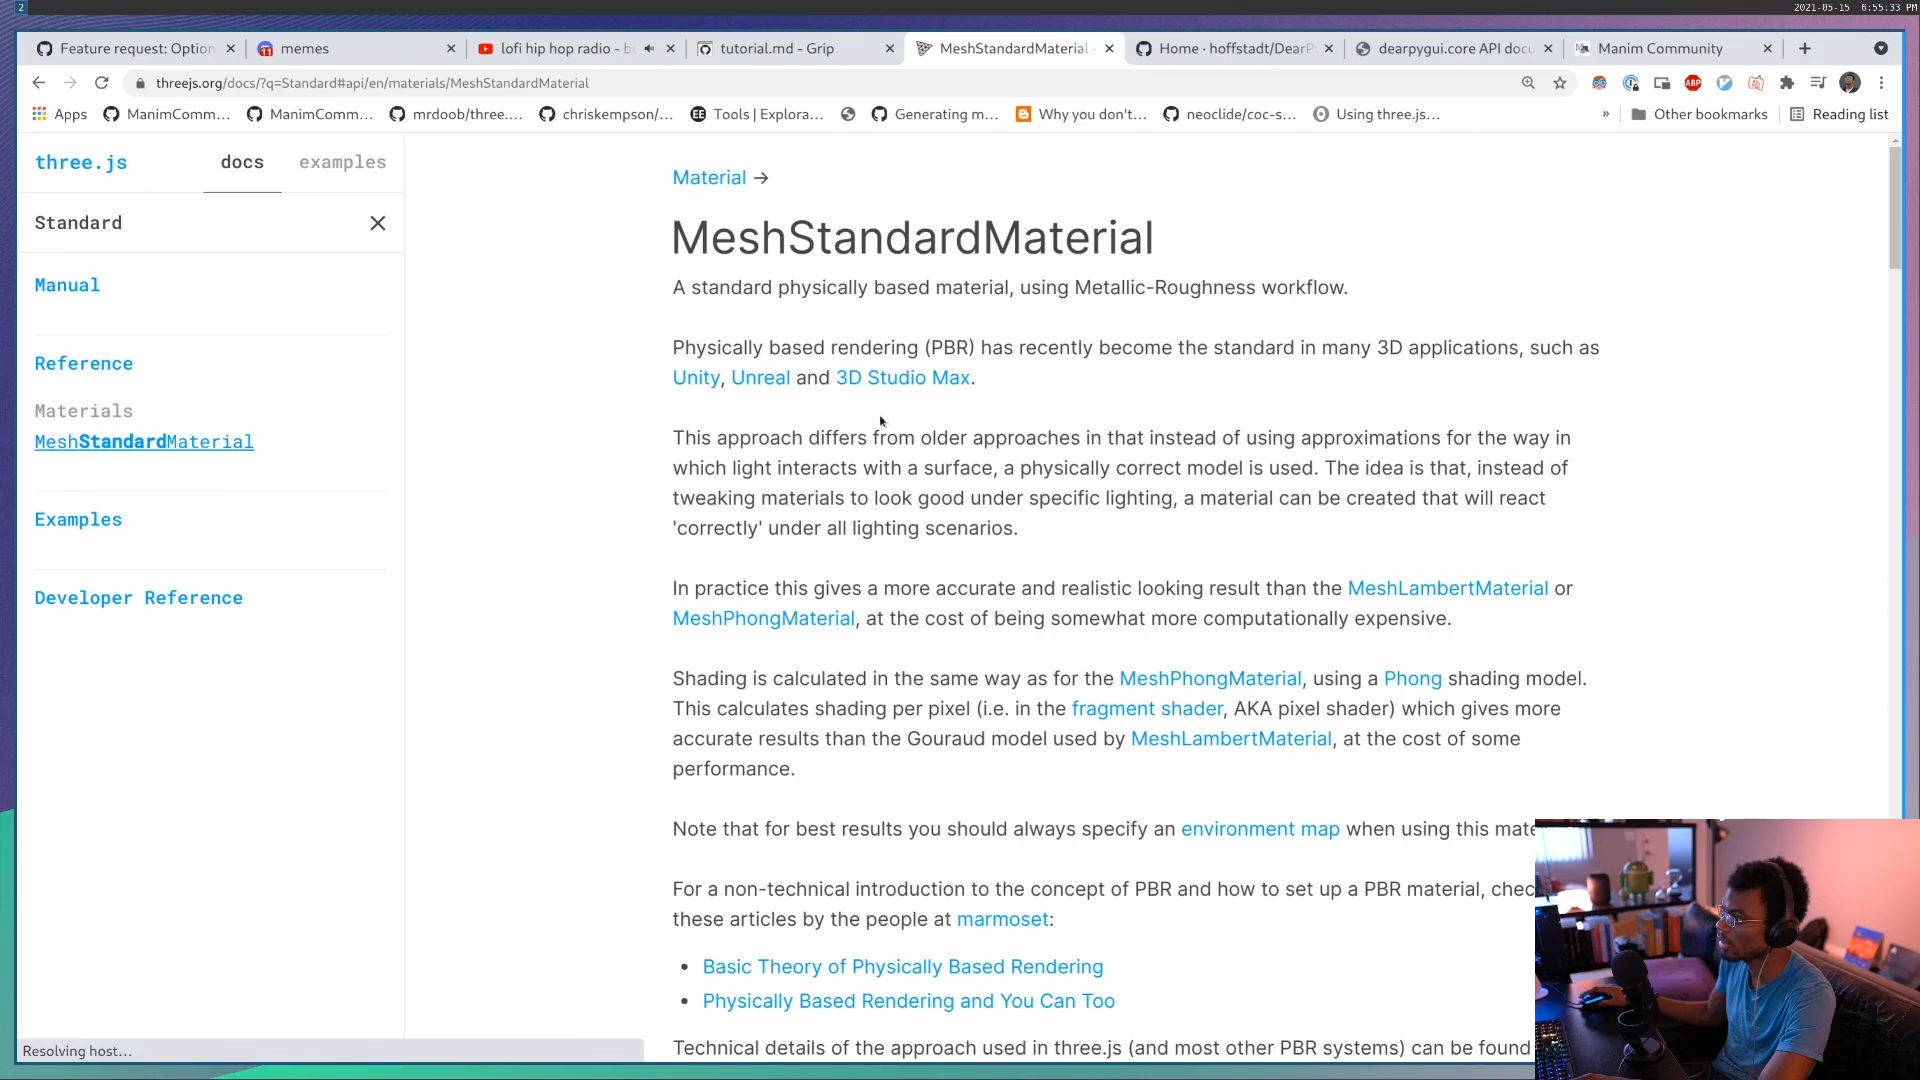 2
2021-05-15 6:55:33 PM
Feature request: Option
memes
lofi hip hop radio - b
tutorial.md - Grip
MeshStandardMaterial -
Home · hoffstadt/DearP
dearpygui.core API docu
Manim Community
threejs.org/docs/?q=Standard#api/en/materials/MeshStandardMaterial
ABP
Apps
ManimComm...
ManimComm...
mrdoob/three....
chriskempson/...
EE Tools | Explora...
Generating m...
Why you don't...
neoclide/coc-s...
Using three.js...
»
Other bookmarks
Reading list
three.js
docs
examples
Standard
Manual
Reference
Materials
MeshStandardMaterial
Examples
Developer Reference
Material →
MeshStandardMaterial
A standard physically based material, using Metallic-Roughness workflow.
Physically based rendering (PBR) has recently become the standard in many 3D applications, such as
Unity, Unreal and 3D Studio Max.
This approach differs from older approaches in that instead of using approximations for the way in
which light interacts with a surface, a physically correct model is used. The idea is that, instead of
tweaking materials to look good under specific lighting, a material can be created that will react
'correctly' under all lighting scenarios.
In practice this gives a more accurate and realistic looking result than the MeshLambertMaterial or
MeshPhongMaterial, at the cost of being somewhat more computationally expensive.
Shading is calculated in the same way as for the MeshPhongMaterial, using a Phong shading model.
This calculates shading per pixel (i.e. in the fragment shader, AKA pixel shader) which gives more
accurate results than the Gouraud model used by MeshLambertMaterial, at the cost of some
performance.
Note that for best results you should always specify an environment map when using this mate
For a non-technical introduction to the concept of PBR and how to set up a PBR material, chec
these articles by the people at marmoset:
• Basic Theory of Physically Based Rendering
• Physically Based Rendering and You Can Too
Technical details of the approach used in three.js (and most other PBR systems) can be found
Resolving host...